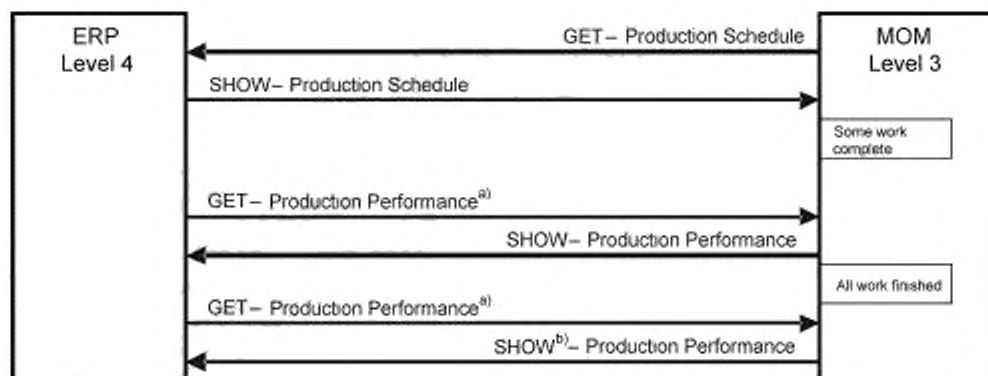 ERP
Level 4
GET– Production Schedule
MOM
Level 3
SHOW– Production Schedule
Some work
complete
GET– Production Performance a)
SHOW– Production Performance
All work finished
GET– Production Performance a)
SHOW b)– Production Performance